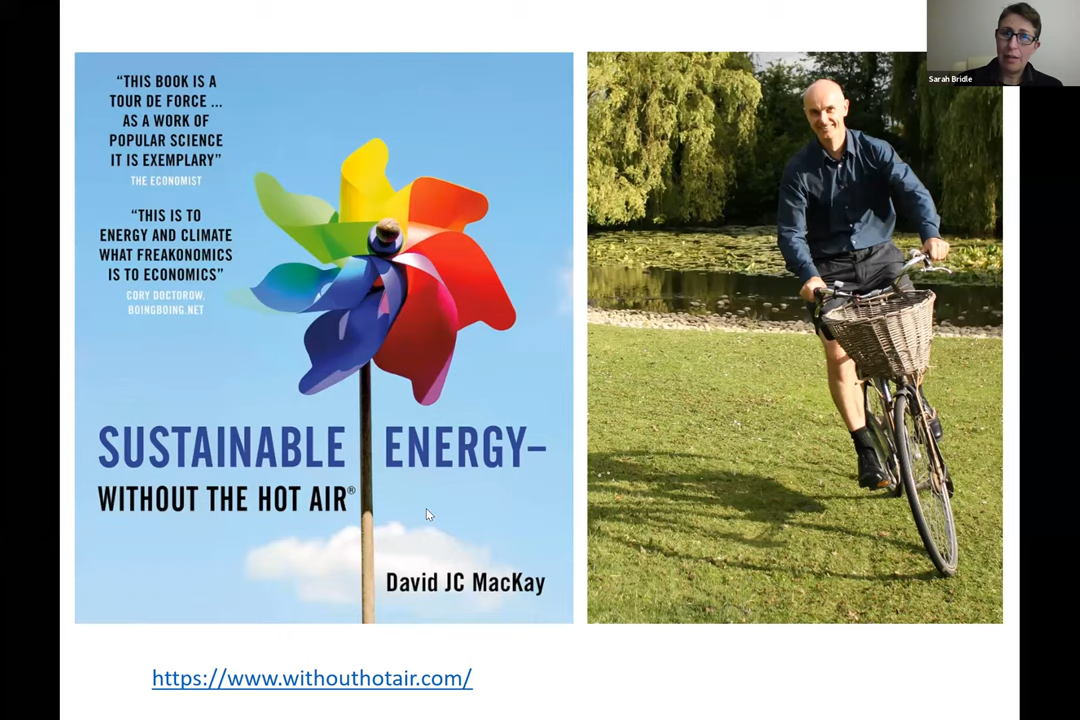 “THIS BOOK IS A
TOUR DE FORCE ...
AS A WORK OF
POPULAR SCIENCE
IT IS EXEMPLARY”
THE ECONOMIST
“THIS IS TO
ENERGY AND CLIMATE
WHAT FREAKONOMICS
IS TO ECONOMICS”
CORY DOCTOROW,
BOINGBOING.NET
SUSTAINABLE ENERGY–
WITHOUT THE HOT AIR®
David JC MacKay
https://www.withouthotair.com/
Sarah Bridle